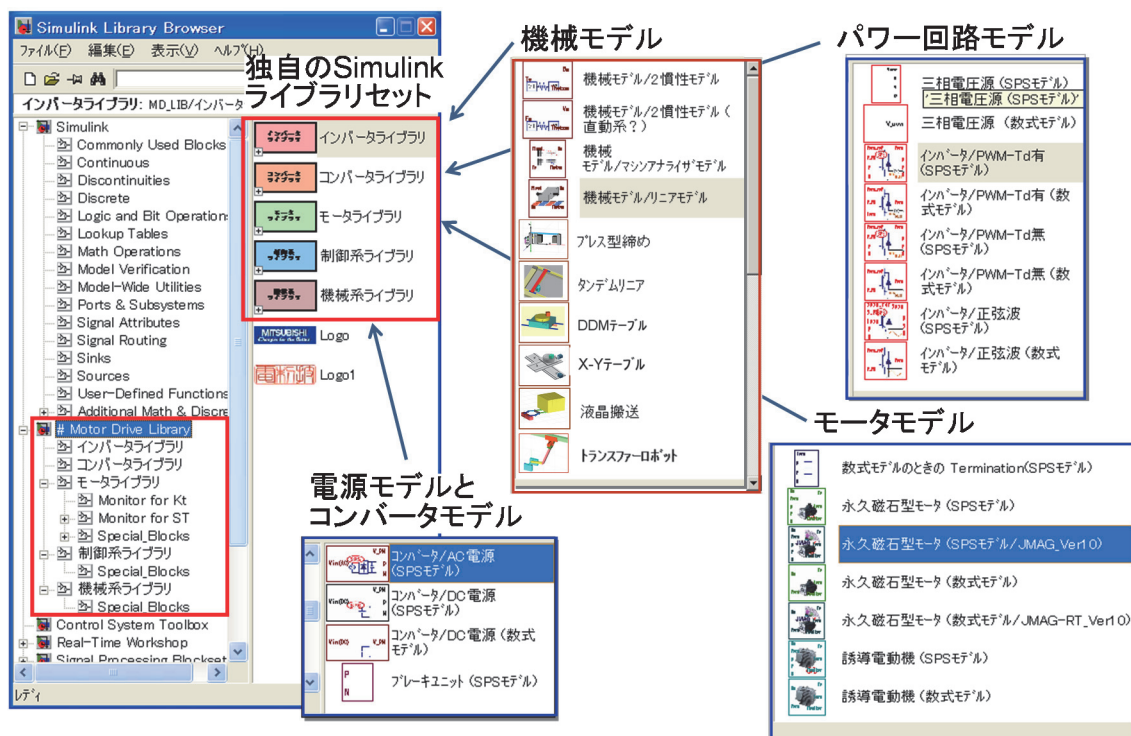 Simulink Library Browser
ファイル(F) 編集(E) 表示(V) ヘルプ(H)
独自のSimulink
ライブラリセット
インバータライブラリ: MD_LIB/インバータ
Simulink
Commonly Used Blocks
Continuous
Discontinuities
Discrete
Logic and Bit Operation
Lookup Tables
Math Operations
Model Verification
Model-Wide Utilities
Ports & Subsystems
Signal Attributes
Signal Routing
Sinks
Sources
User-Defined Functions
Additional Math & Discre
# Motor Drive Library
インバータライブラリ
コンバータライブラリ
モータライブラリ
Monitor for Kt
Monitor for ST
Special_Blocks
制御系ライブラリ
Special_Blocks
機械系ライブラリ
Special_Blocks
Control System Toolbox
Real-Time Workshop
Signal Processing Blockset
レディ
インバータライブラリ
コンバータライブラリ
モータライブラリ
制御系ライブラリ
機械系ライブラリ
MITSUBISHI
Changes for the Better
Logo
Logo1
電源モデルと
コンバータモデル
コンバータ/AC電源
(SPSモデル)
コンバータ/DC電源
(SPSモデル)
コンバータ/DC電源(数式
モデル)
ブレーキユニット(SPSモデル)
機械モデル
機械モデル/2慣性モデル
機械モデル/2慣性モデル(
直動系?)
機械
モデル/マシンアナライザモデル
機械モデル/リニアモデル
プレス型締め
タンデムリニア
DDMテーブル
X-Yテーブル
液晶搬送
トランスファーロボット
パワー回路モデル
三相電圧源(SPSモデル)
'三相電圧源(SPSモデル)'
三相電圧源(数式モデル)
インバータ/PWM-Td有
(SPSモデル)
インバータ/PWM-Td有(数
式モデル)
インバータ/PWM-Td無
(SPSモデル)
インバータ/PWM-Td無(数
式モデル)
インバータ/正弦波
(SPSモデル)
インバータ/正弦波(数式
モデル)
モータモデル
数式モデルのときの Termination(SPSモデル)
永久磁石型モータ(SPSモデル)
永久磁石型モータ(SPSモデル/JMAG_Ver10)
永久磁石型モータ(数式モデル)
永久磁石型モータ(数式モデル/JMAG-RT_Ver10)
誘導電動機(SPSモデル)
誘導電動機(数式モデル)